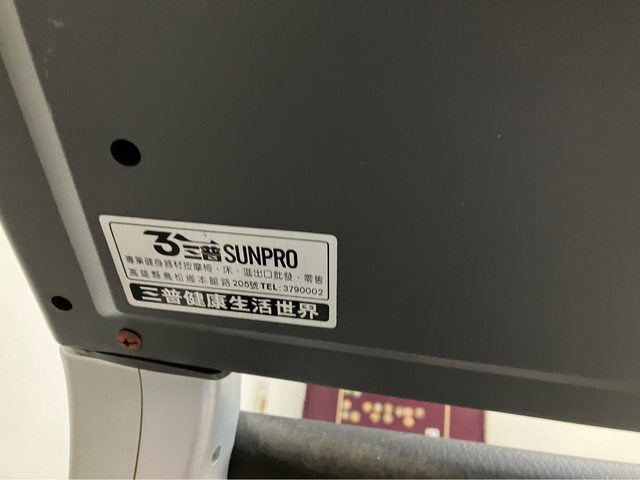 3 三普 SUNPRO
專業健身器材按摩椅、床、進出口批發、零售
高雄縣鳥松鄉本館路205號 TEL:3790002
三普健康生活世界